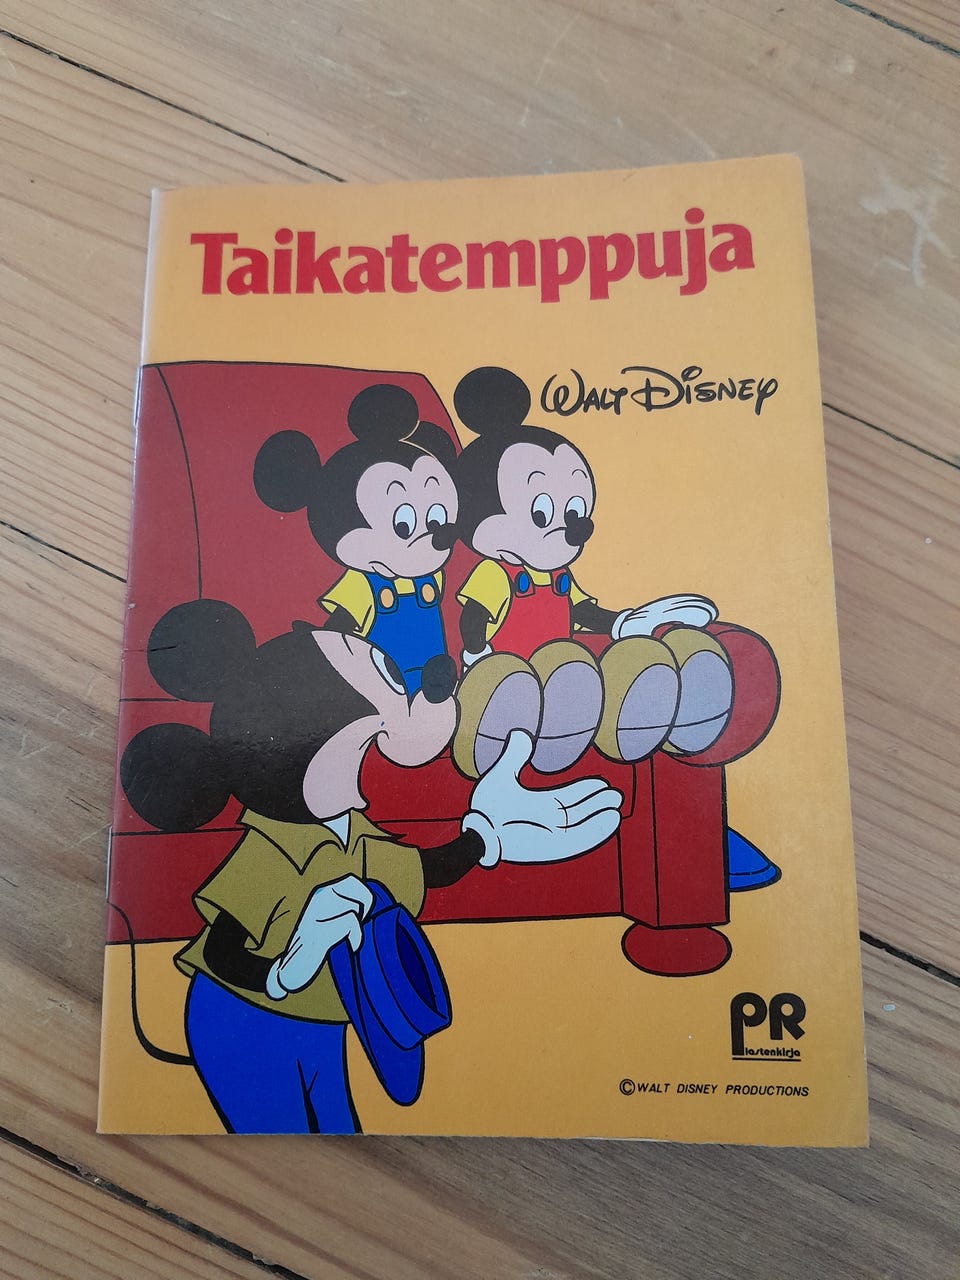 Taikatemppuja
WALT DISNEY
PR
lastenkirja
© WALT DISNEY PRODUCTIONS